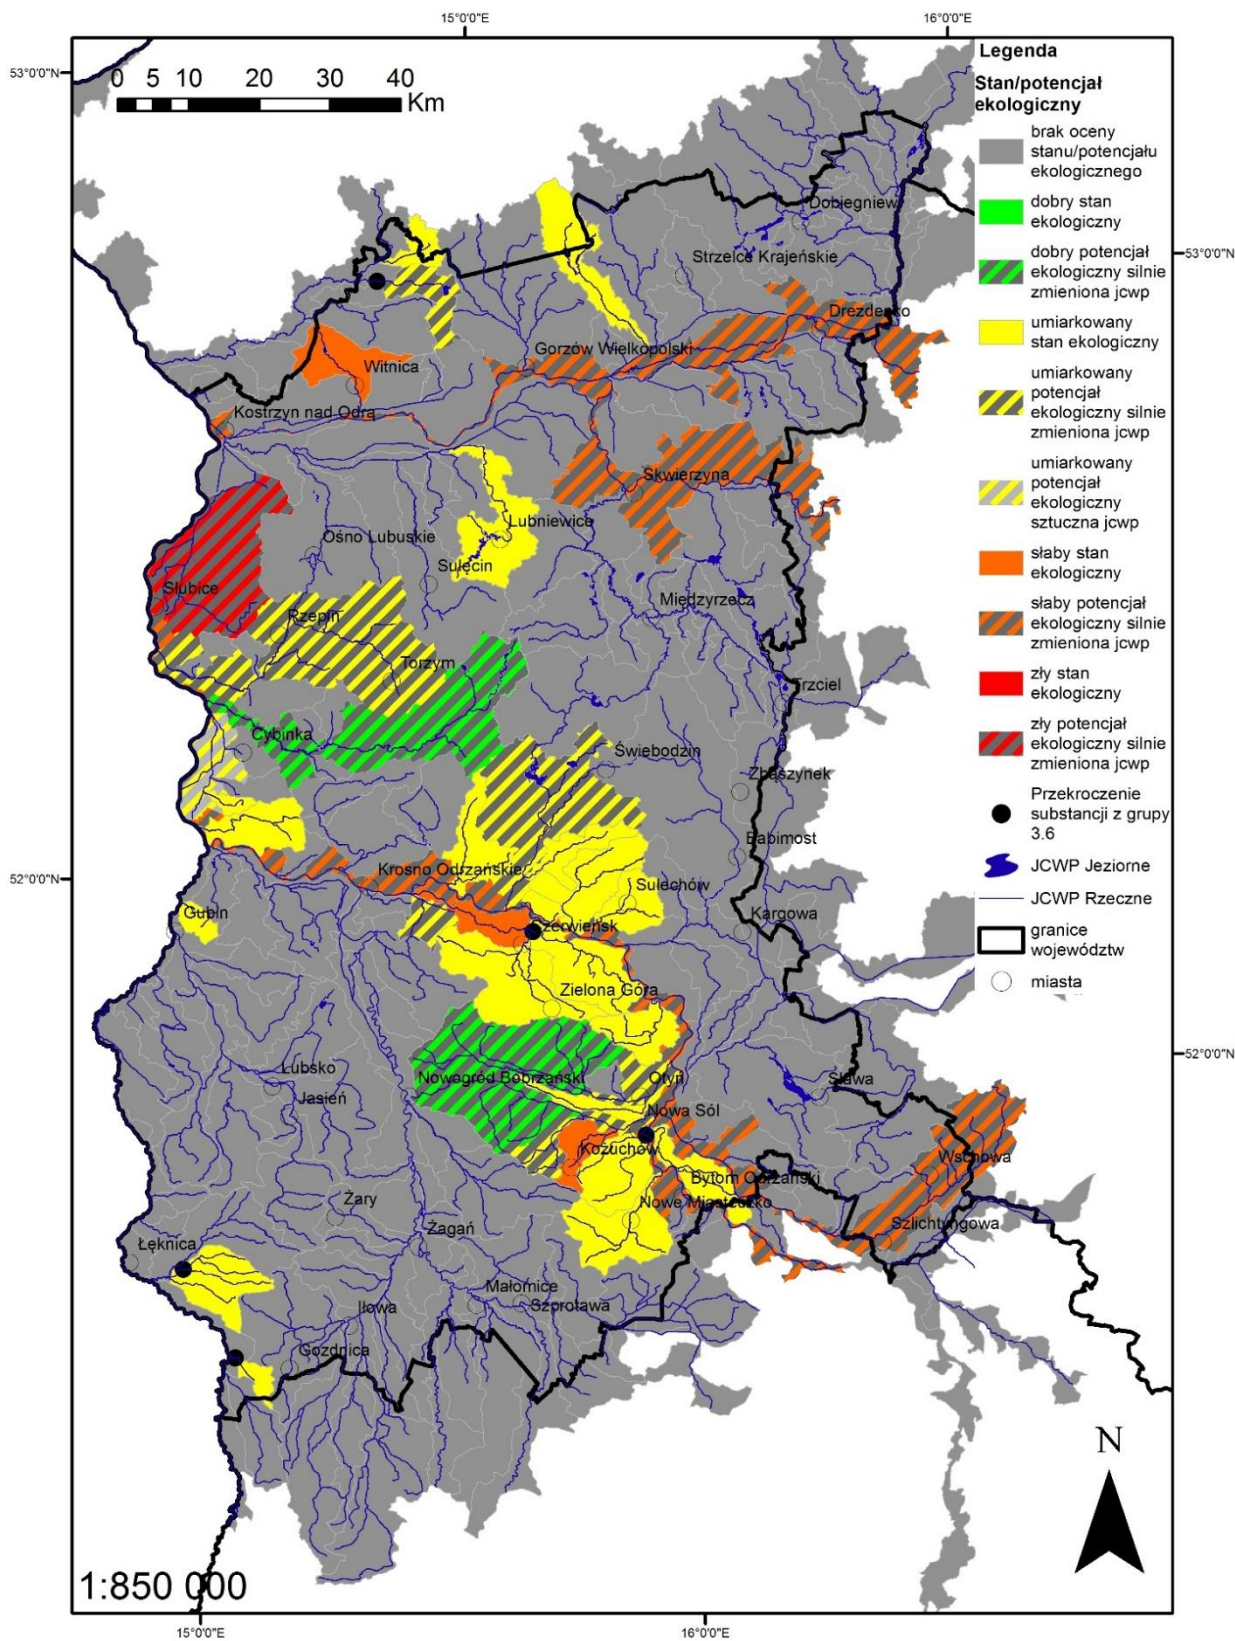 15°0'0"E
16°0'0"E
53°0'0"N
0 5 10 20 30 40
Km
Legenda
Stan/potencjał
ekologiczny
brak oceny
stanu/potencjału
ekologicznego
dobry stan
ekologiczny
dobry potencjał
ekologiczny silnie
zmieniona jcwp
umiarkowany
stan ekologiczny
umiarkowany
potencjał
ekologiczny silnie
zmieniona jcwp
umiarkowany
potencjał
ekologiczny
sztuczna jcwp
słaby stan
ekologiczny
słaby potencjał
ekologiczny silnie
zmieniona jcwp
zły stan
ekologiczny
zły potencjał
ekologiczny silnie
zmieniona jcwp
Przekroczenie
substancji z grupy
3.6
JCWP Jeziorne
JCWP Rzeczne
granice
województw
miasta
Dobiegniew
Strzelce Krajeńskie
53°0'0"N
Drezdenko
Gorzów Wielkopolski
Witnica
Kostrzyn nad Odrą
Skwierzyna
Lubniewice
Ośno Lubuskie
Sulęcin
Słubice
Międzyrzecz
Rzepin
Torzym
Trzciel
Cybinka
Świebodzin
Zbąszynek
Babimost
52°0'0"N
Krosno Odrzańskie
Sulechów
Gubin
Kargowa
Czerwieńsk
Zielona Góra
52°0'0"N
Lubsko
Nowogród Bobrzański
Otyń
Sława
Jasień
Nowa Sól
Kożuchów
Wschowa
Bytom Odrzański
Żary
Nowe Miasteczko
Szlichtyngowa
Żagań
Łęknica
Małomice
Iłowa
Szprotawa
Gozdnica
N
1:850 000
15°0'0"E
16°0'0"E